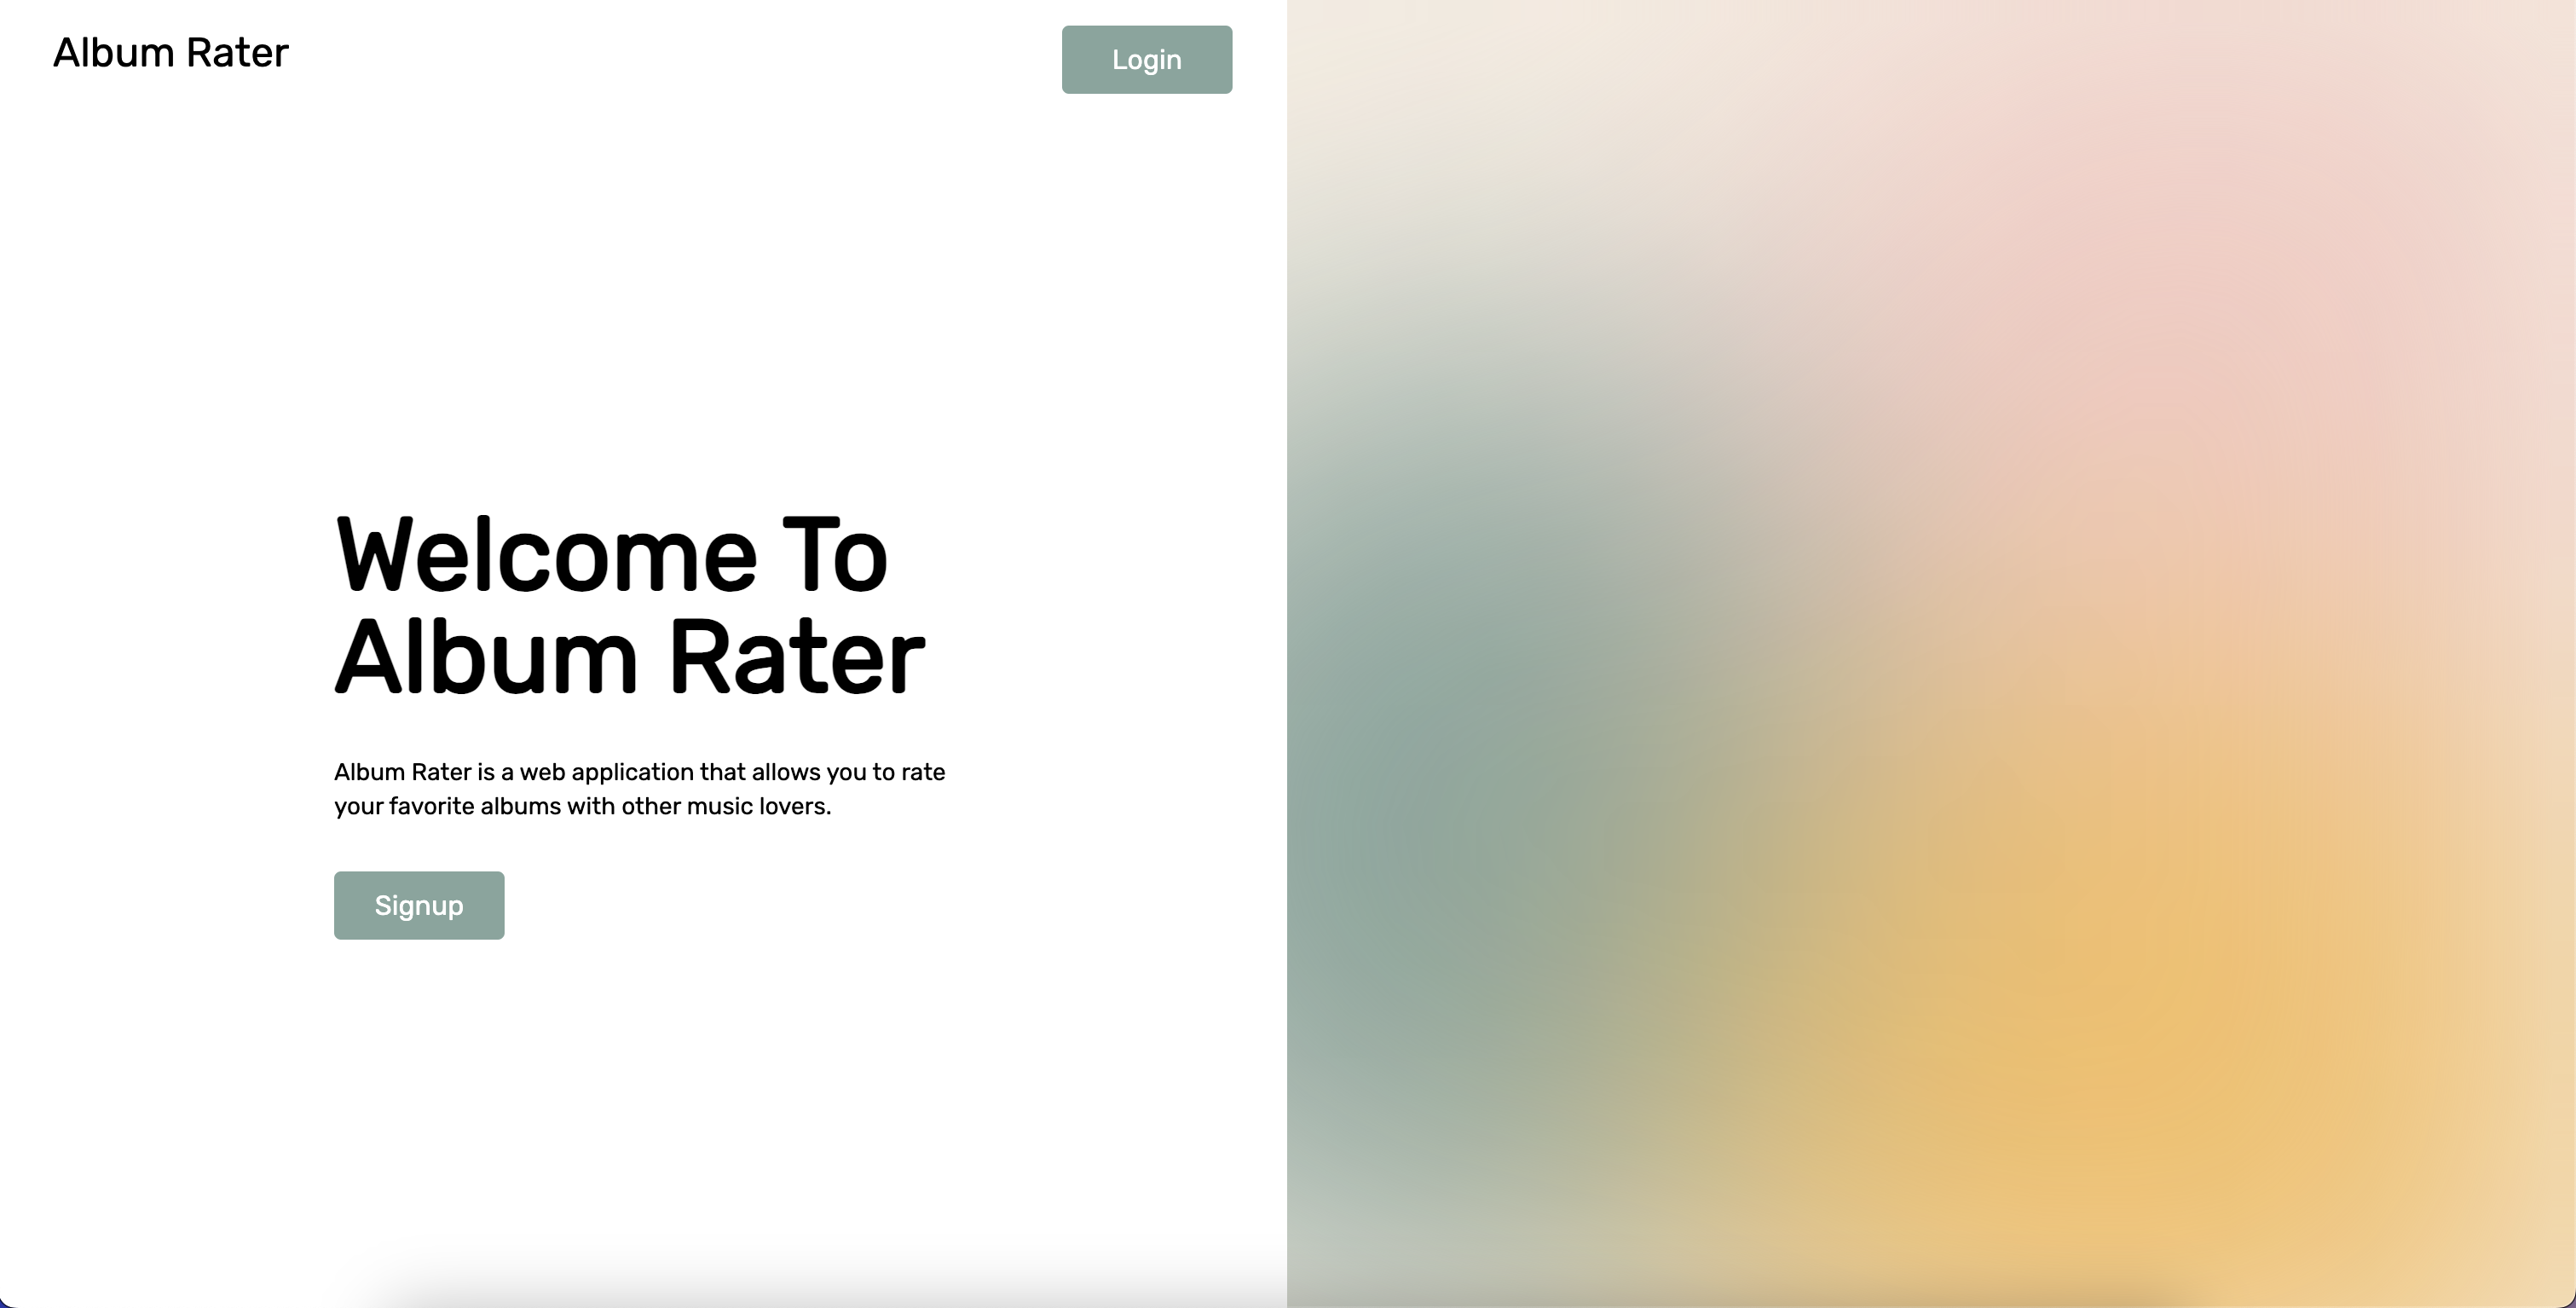 Album Rater
Login
Welcome To
Album Rater
Album Rater is a web application that allows you to rate
your favorite albums with other music lovers.
Signup